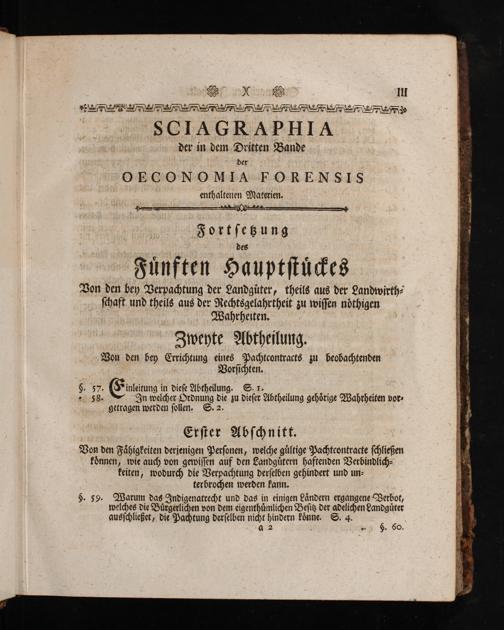 X III
SCIAGRAPHIA
der in dem Dritten Bande
der
OECONOMIA FORENSIS
enthaltenen Materien.
Fortsetzung
des
Fünften Hauptstückes
Von den bey Verpachtung der Landgüter, theils aus der Landwirth-
schaft und theils aus der Rechtsgelahrtheit zu wissen nöthigen
Wahrheiten.
Zweyte Abtheilung.
Von den bey Errichtung eines Pachtcontracts zu beobachtenden
Vorsichten.
§. 57. Einleitung in diese Abtheilung. S. 1.
- 58. In welcher Ordnung die zu dieser Abtheilung gehörige Wahrheiten vor-
getragen werden sollen. S. 2.
Erster Abschnitt.
Von den Fähigkeiten derjenigen Personen, welche gültige Pachtcontracte schließen
können, wie auch von gewissen auf den Landgütern haftenden Verbindlich-
keiten, wodurch die Verpachtung derselben gehindert und un-
terbrochen werden kann.
§. 59. Warum das Indigenatrecht und das in einigen Ländern ergangene Verbot,
welches die Bürgerlichen von dem eigenthümlichen Besitz der adelichen Landgüter
ausschließet, die Pachtung derselben nicht hindern könne. S. 4.
a 2 §. 60.